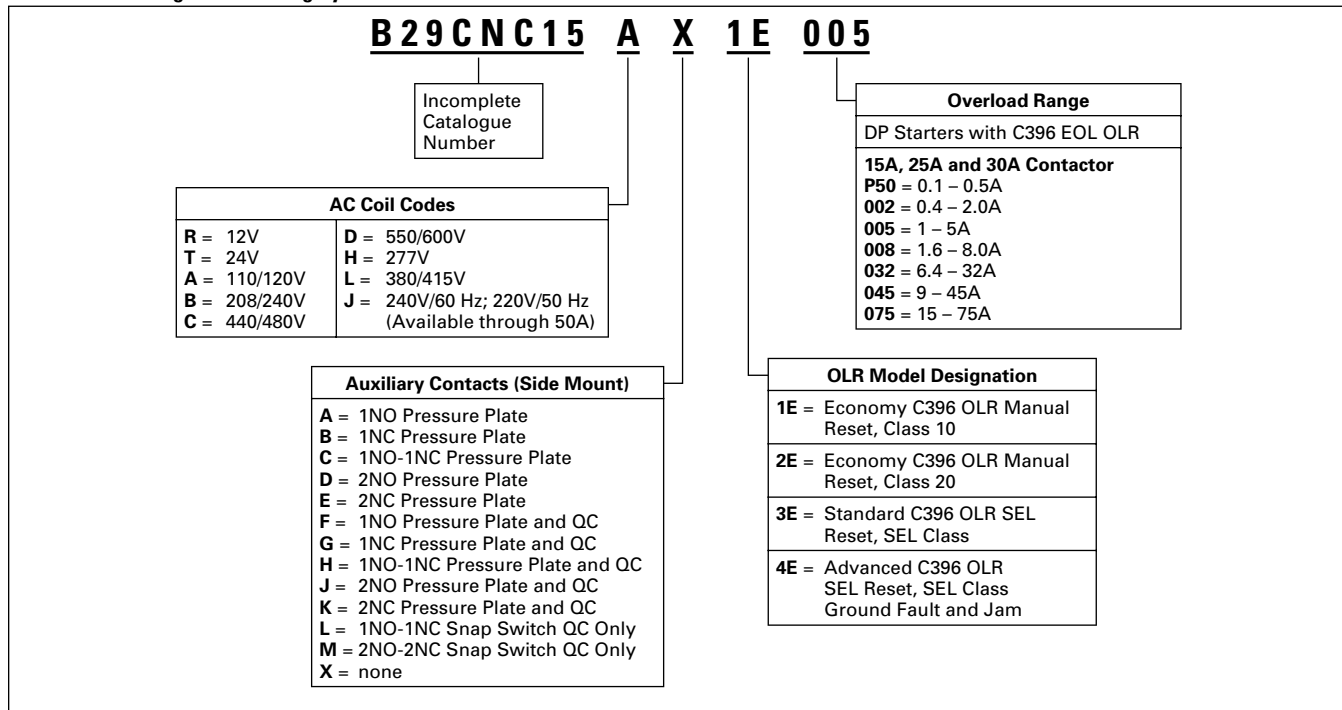 B29CNC15 A X 1E 005
Incomplete
Catalogue
Number
Overload Range
DP Starters with C396 EOL OLR
15A, 25A and 30A Contactor
P50 = 0.1 – 0.5A
002 = 0.4 – 2.0A
005 = 1 – 5A
008 = 1.6 – 8.0A
032 = 6.4 – 32A
045 = 9 – 45A
075 = 15 – 75A
AC Coil Codes
R = 12V
T = 24V
A = 110/120V
B = 208/240V
C = 440/480V
D = 550/600V
H = 277V
L = 380/415V
J = 240V/60 Hz; 220V/50 Hz
(Available through 50A)
Auxiliary Contacts (Side Mount)
A = 1NO Pressure Plate
B = 1NC Pressure Plate
C = 1NO-1NC Pressure Plate
D = 2NO Pressure Plate
E = 2NC Pressure Plate
F = 1NO Pressure Plate and QC
G = 1NC Pressure Plate and QC
H = 1NO-1NC Pressure Plate and QC
J = 2NO Pressure Plate and QC
K = 2NC Pressure Plate and QC
L = 1NO-1NC Snap Switch QC Only
M = 2NO-2NC Snap Switch QC Only
X = none
OLR Model Designation
1E = Economy C396 OLR Manual
Reset, Class 10
2E = Economy C396 OLR Manual
Reset, Class 20
3E = Standard C396 OLR SEL
Reset, SEL Class
4E = Advanced C396 OLR
SEL Reset, SEL Class
Ground Fault and Jam